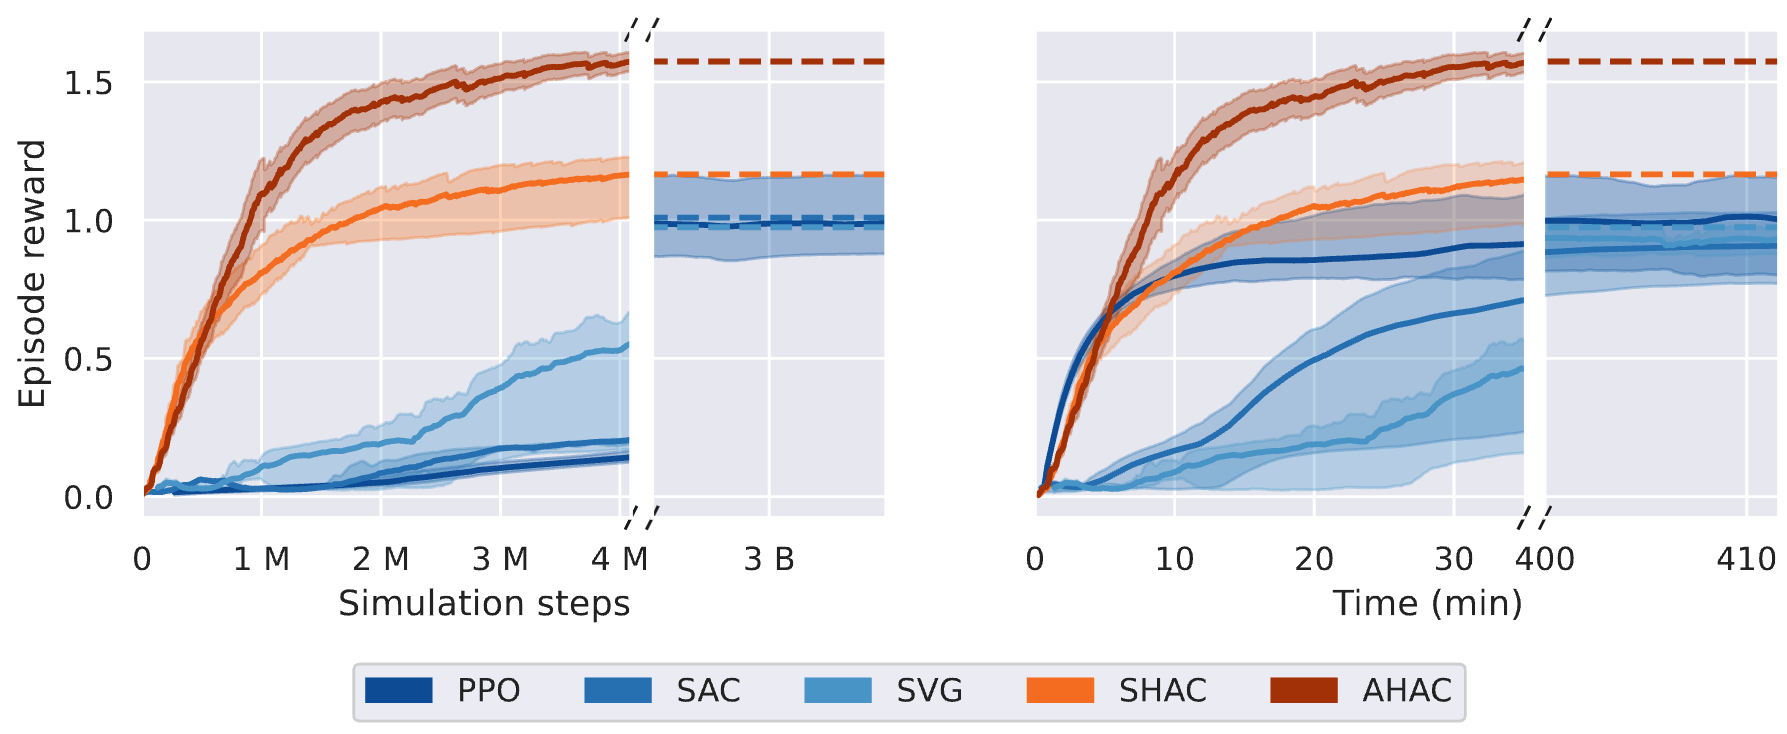 Episode reward
1.5
1.0
0.5
0.0
0 1 M 2 M 3 M 4 M 3 B
Simulation steps
0 10 20 30 400 410
Time (min)
PPO SAC SVG SHAC AHAC